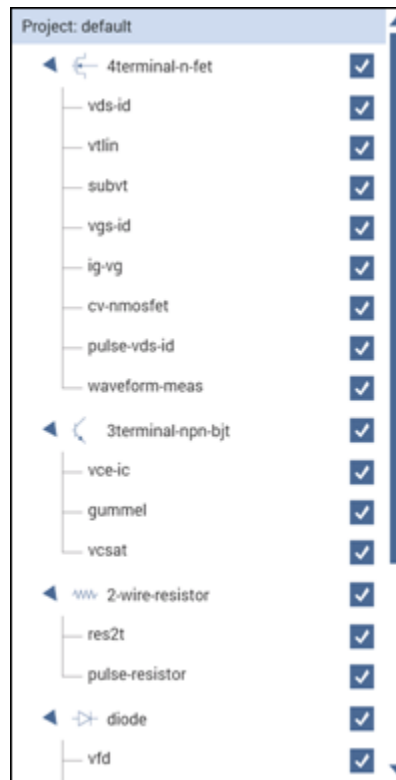 Project: default
4terminal-n-fet
vds-id
vtlin
subvt
vgs-id
ig-vg
cv-nmosfet
pulse-vds-id
waveform-meas
3terminal-npn-bjt
vce-ic
gummel
vcsat
2-wire-resistor
res2t
pulse-resistor
diode
vfd